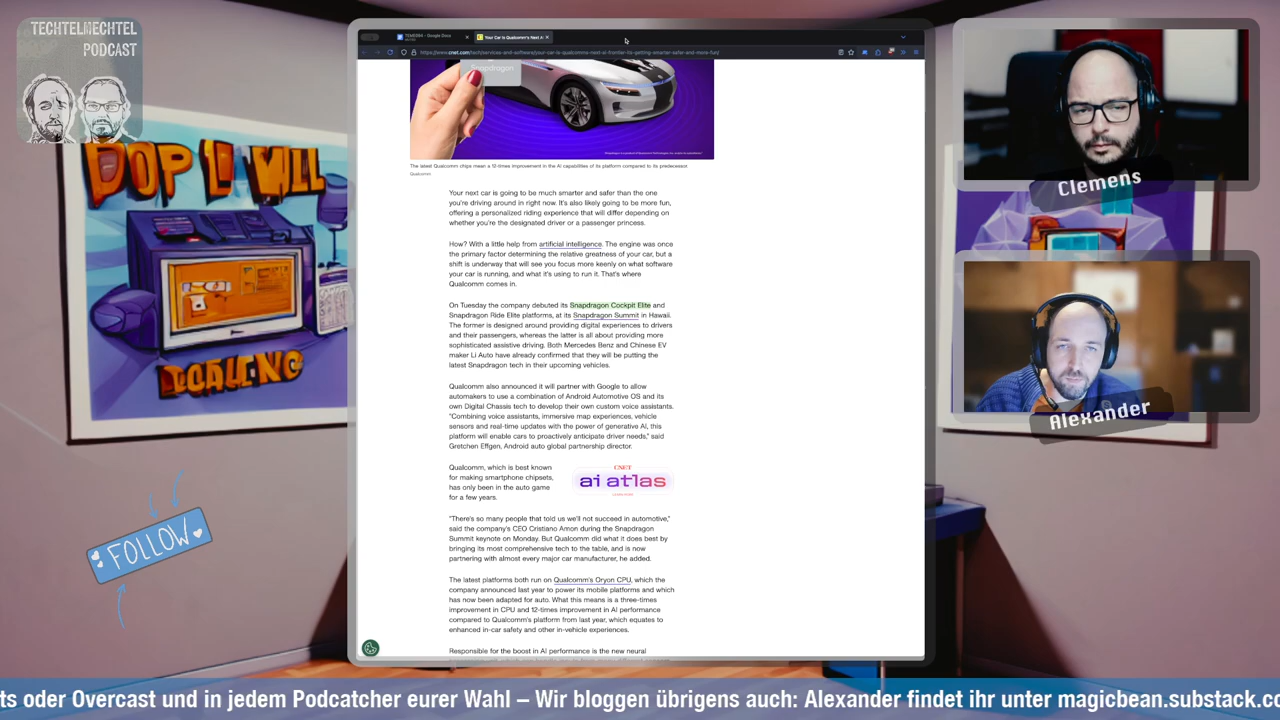 TECHTELMECHTEL
PODCAST
TEMERNX - Google Docs
Your Car Is Qualcomm's Next AI
https://www.cnet.com/tech/services-and-software/your-car-is-qualcomms-next-ai-frontier-its-getting-smarter-safer-and-more-fun/
Snapdragon
The latest Qualcomm chips mean a 12-times improvement in the AI capabilities of its platform compared to its predecessor.
Qualcomm
Your next car is going to be much smarter and safer than the one
you're driving around in right now. It's also likely going to be more fun,
offering a personalized riding experience that will differ depending on
whether you're the designated driver or a passenger princess.
How? With a little help from artificial intelligence. The engine was once
the primary factor determining the relative greatness of your car, but a
shift is underway that will see you focus more keenly on what software
your car is running, and what it's using to run it. That's where
Qualcomm comes in.
On Tuesday the company debuted its Snapdragon Cockpit Elite and
Snapdragon Ride Elite platforms, at its Snapdragon Summit in Hawaii.
The former is designed around providing digital experiences to drivers
and their passengers, whereas the latter is all about providing more
sophisticated assistive driving. Both Mercedes Benz and Chinese EV
maker Li Auto have already confirmed that they will be putting the
latest Snapdragon tech in their upcoming vehicles.
Qualcomm also announced it will partner with Google to allow
automakers to use a combination of Android Automotive OS and its
own Digital Chassis tech to develop their own custom voice assistants.
"Combining voice assistants, immersive map experiences, vehicle
sensors and real-time updates with the power of generative AI, this
platform will enable cars to proactively anticipate driver needs," said
Gretchen Effgen, Android auto global partnership director.
Qualcomm, which is best known
for making smartphone chipsets,
has only been in the auto game
for a few years.
CNET
ai atlas
"There's so many people that told us we'll not succeed in automotive,"
said the company's CEO Cristiano Amon during the Snapdragon
Summit keynote on Monday. But Qualcomm did what it does best by
bringing its most comprehensive tech to the table, and is now
partnering with almost every major car manufacturer, he added.
The latest platforms both run on Qualcomm's Oryon CPU, which the
company announced last year to power its mobile platforms and which
has now been adapted for auto. What this means is a three-times
improvement in CPU and 12-times improvement in AI performance
compared to Qualcomm's platform from last year, which equates to
enhanced in-car safety and other in-vehicle experiences.
Responsible for the boost in AI performance is the new neural
Clemens
Alexander
FOLLOW
ts oder Overcast und in jedem Podcatcher eurer Wahl – Wir bloggen übrigens auch: Alexander findet ihr unter magicbean.substack.c